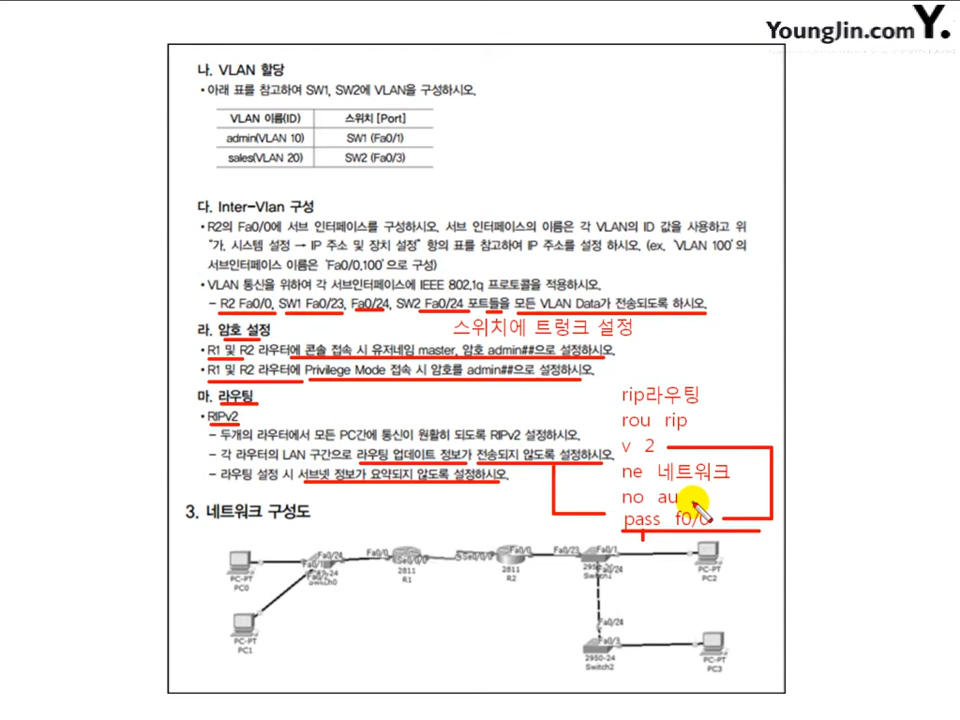 YoungJin.com Y.
나. VLAN 할당
• 아래 표를 참고하여 SW1, SW2에 VLAN을 구성하시오.
VLAN 이름(ID) 스위치 [Port]
admin(VLAN 10) SW1 (Fa0/1)
sales(VLAN 20) SW2 (Fa0/3)
다. Inter-Vlan 구성
• R2의 Fa0/0에 서브 인터페이스를 구성하시오. 서브 인터페이스의 이름은 각 VLAN의 ID 값을 사용하고 위
"가. 시스템 설정 → IP 주소 및 장치 설정" 항의 표를 참고하여 IP 주소를 설정 하시오. (ex. 'VLAN 100'의
서브인터페이스 이름은 'Fa0/0.100'으로 구성)
• VLAN 통신을 위하여 각 서브인터페이스에 IEEE 802.1q 프로토콜을 적용하시오.
- R2 Fa0/0, SW1 Fa0/23, Fa0/24, SW2 Fa0/24 포트들을 모든 VLAN Data가 전송되도록 하시오.
스위치에 트렁크 설정
라. 암호 설정
• R1 및 R2 라우터에 콘솔 접속 시 유저네임 master, 암호 admin##으로 설정하시오.
• R1 및 R2 라우터에 Privilege Mode 접속 시 암호를 admin##으로 설정하시오.
마. 라우팅
• RIPv2
- 두개의 라우터에서 모든 PC간에 통신이 원활히 되도록 RIPv2 설정하시오.
- 각 라우터의 LAN 구간으로 라우팅 업데이트 정보가 전송되지 않도록 설정하시오.
- 라우팅 설정 시 서브넷 정보가 요약되지 않도록 설정하시오.
rip라우팅
rou rip
v 2
ne 네트워크
no au
pass f0/0
3. 네트워크 구성도
Fa0/24 Fa0/0 Se0/0/0 Se0/0/0 Fa0/0 Fa0/23 Fa0/1
Fa0/1
PC-PT
PC0
Switch0
2811
R1
2811
R2
Switch1
Fa0/24
PC-PT
PC2
PC-PT
PC1
Fa0/24
Fa0/3
2950-24
Switch2
PC-PT
PC3